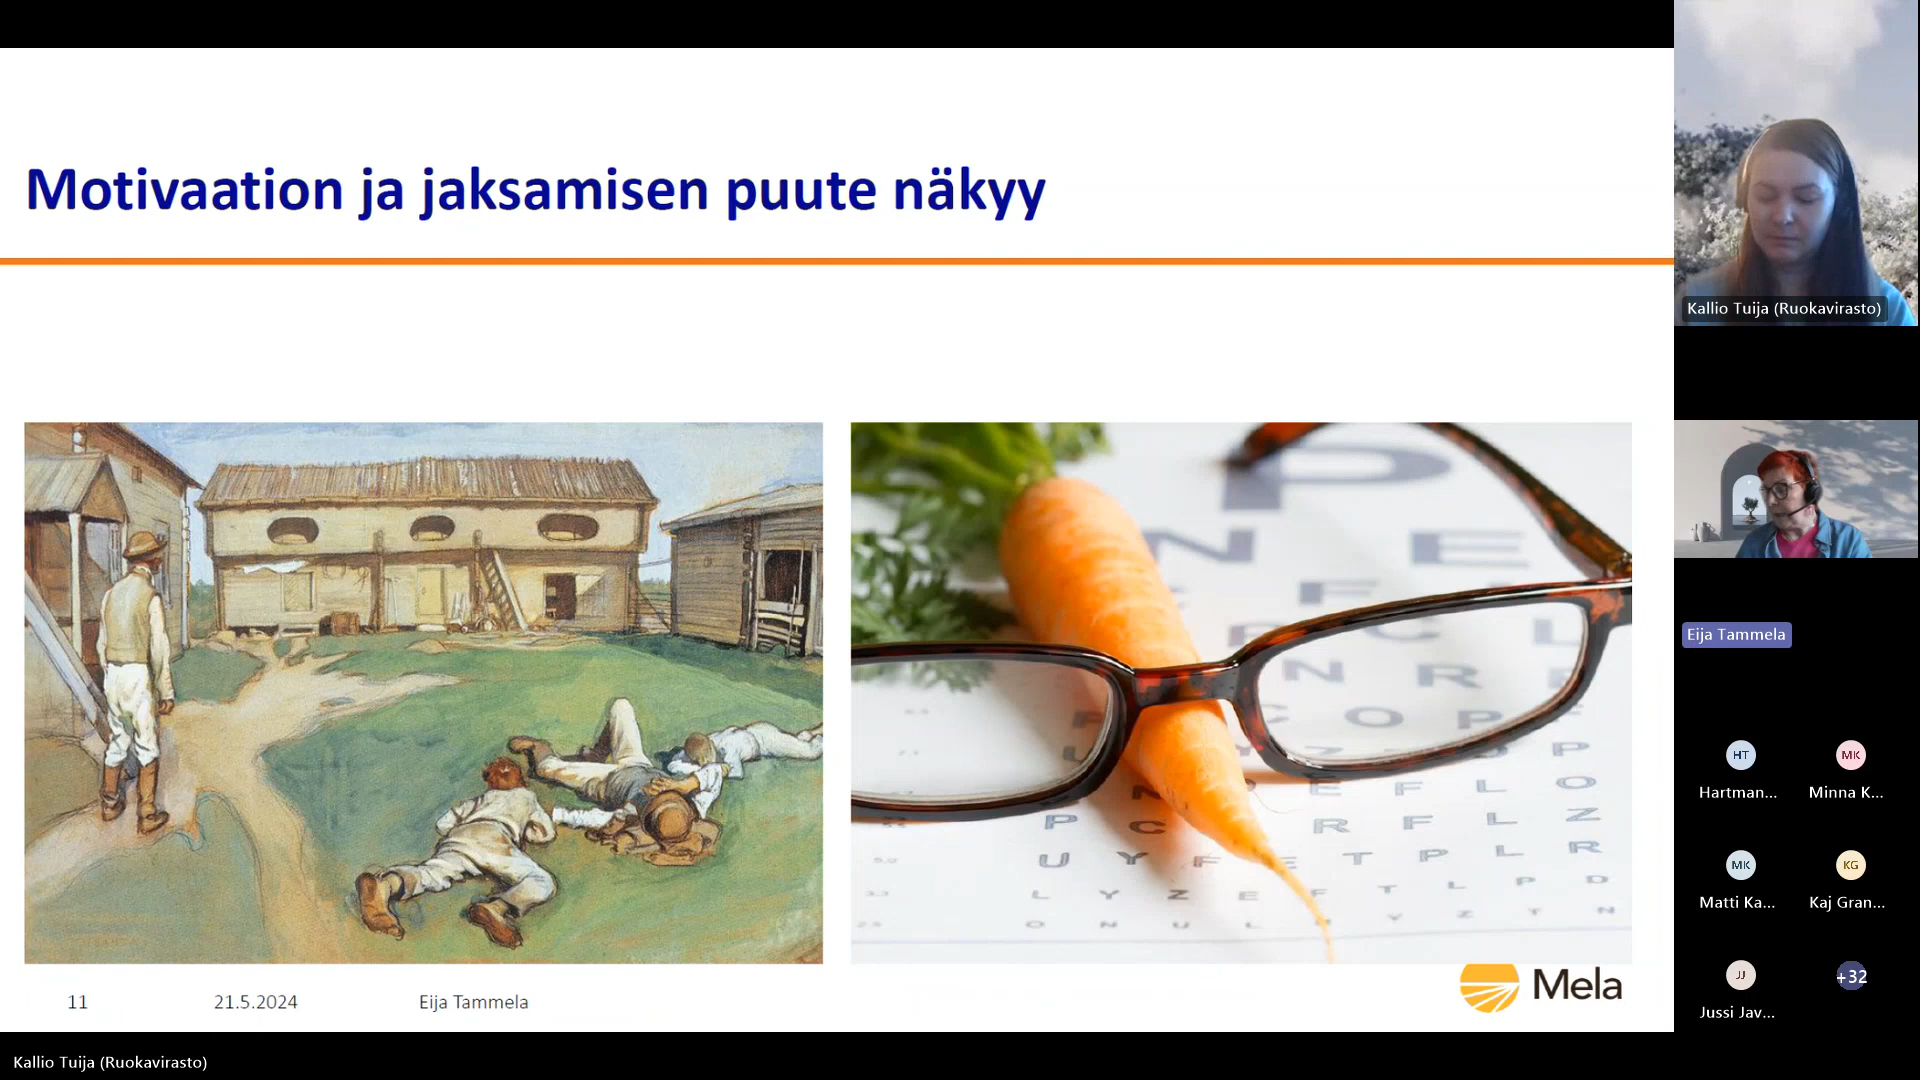 Motivaation ja jaksamisen puute näkyy
P
N E
F
C L
N R
C O P
Z T D P
E F L O
P C R F L Z
U Y F E T P L R
L Y Z E F T L P D
O N U L Y Z T N
11 21.5.2024 Eija Tammela
Mela
Kallio Tuija (Ruokavirasto)
Kallio Tuija (Ruokavirasto)
Eija Tammela
HT
Hartman...
MK
Minna K...
MK
Matti Ka...
KG
Kaj Gran...
JJ
Jussi Jav...
+32